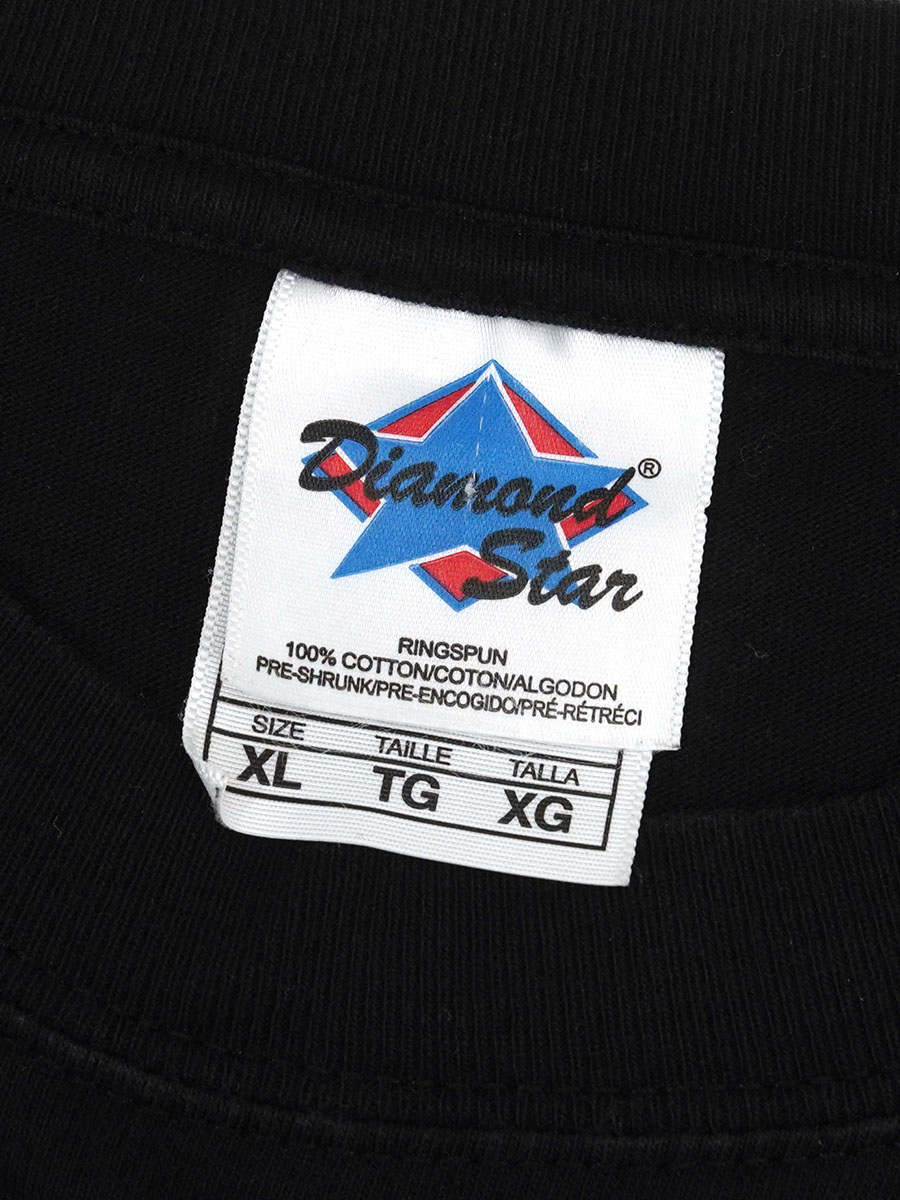 Diamond®
Star
RINGSPUN
100% COTTON/COTON/ALGODON
PRE-SHRUNK/PRE-ENCOGIDO/PRÉ-RÉTRÉCI
SIZE TAILLE TALLA
XL TG XG